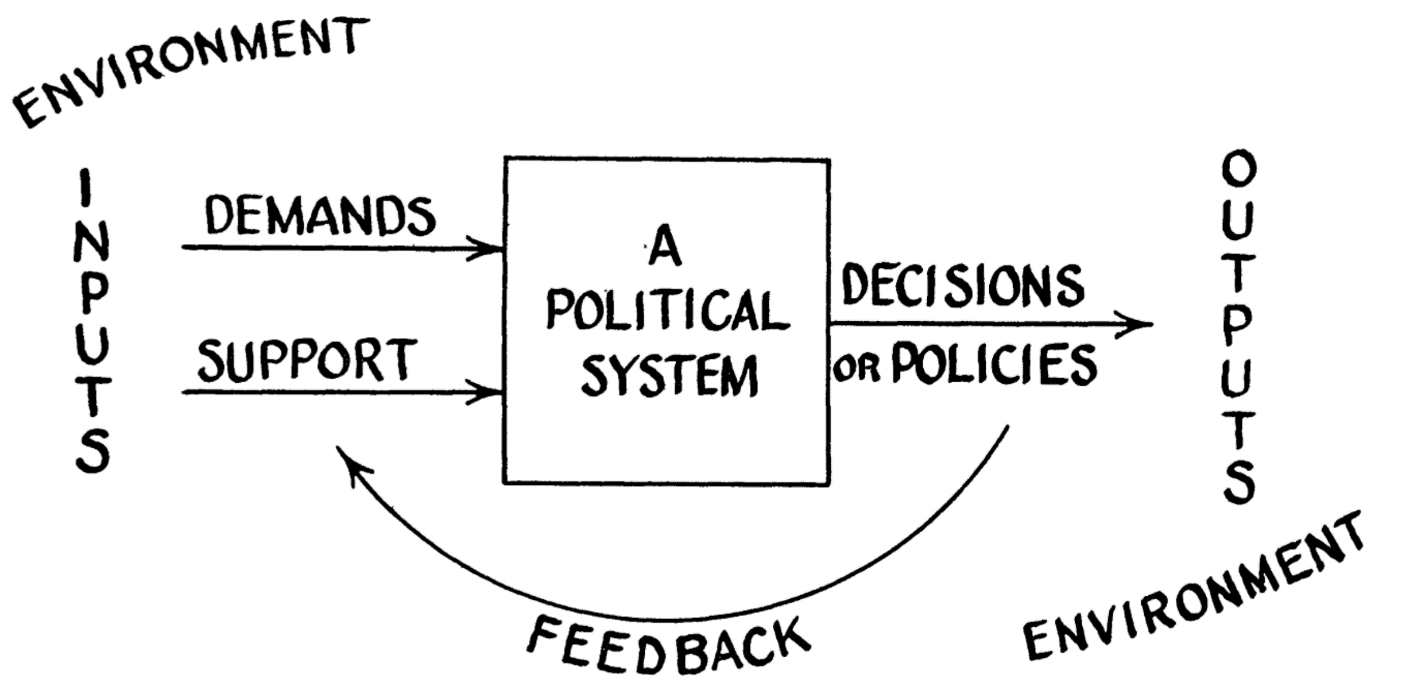 ENVIRONMENT
INPUTS
DEMANDS
SUPPORT
A
POLITICAL
SYSTEM
DECISIONS
OR POLICIES
OUTPUTS
FEEDBACK
ENVIRONMENT